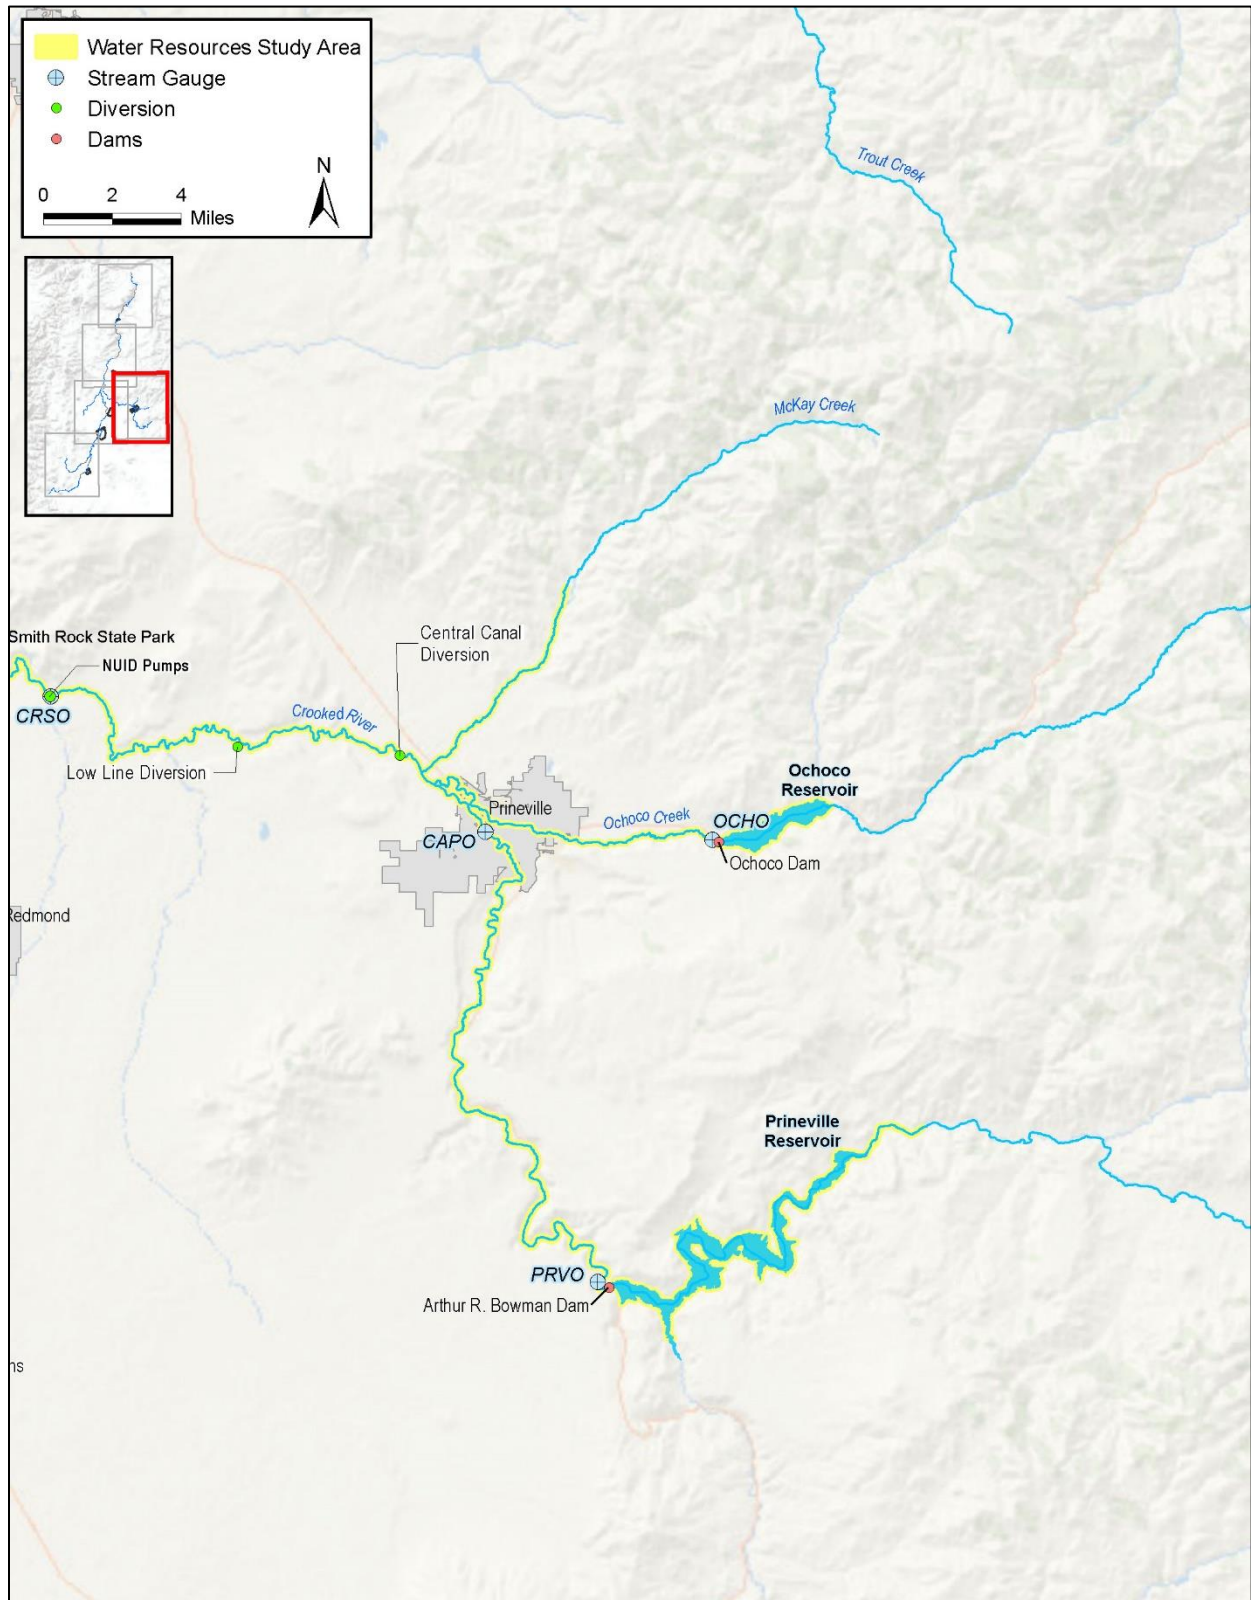 Water Resources Study Area
Stream Gauge
Diversion
Dams
N
0 2 4
Miles
Trout Creek
McKay Creek
Central Canal
Diversion
Smith Rock State Park
NUID Pumps
CRSO
Crooked River
Low Line Diversion
Prineville
CAPO
Ochoco Creek
Ochoco
Reservoir
OCHO
Ochoco Dam
Redmond
Prineville
Reservoir
PRVO
Arthur R. Bowman Dam
ns